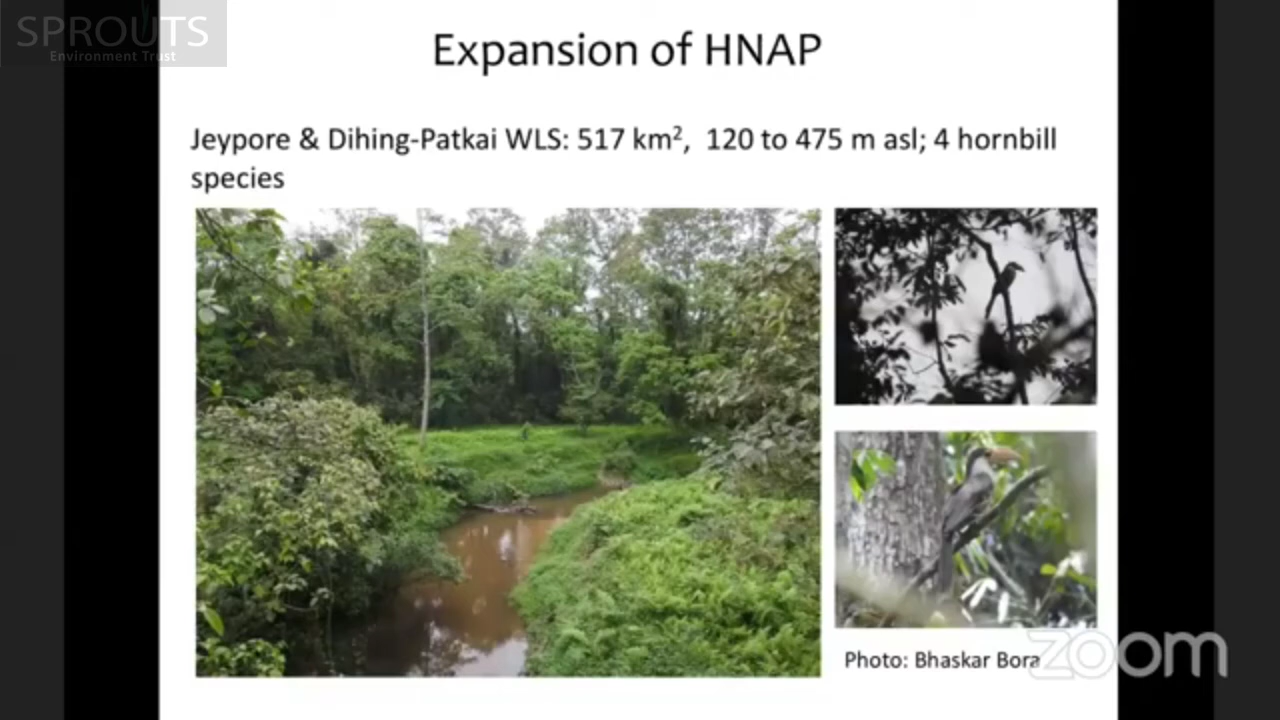 SPROUTS
Environment Trust
Expansion of HNAP
Jeypore & Dihing-Patkai WLS: 517 km², 120 to 475 m asl; 4 hornbill
species
Photo: Bhaskar Bora
zoom